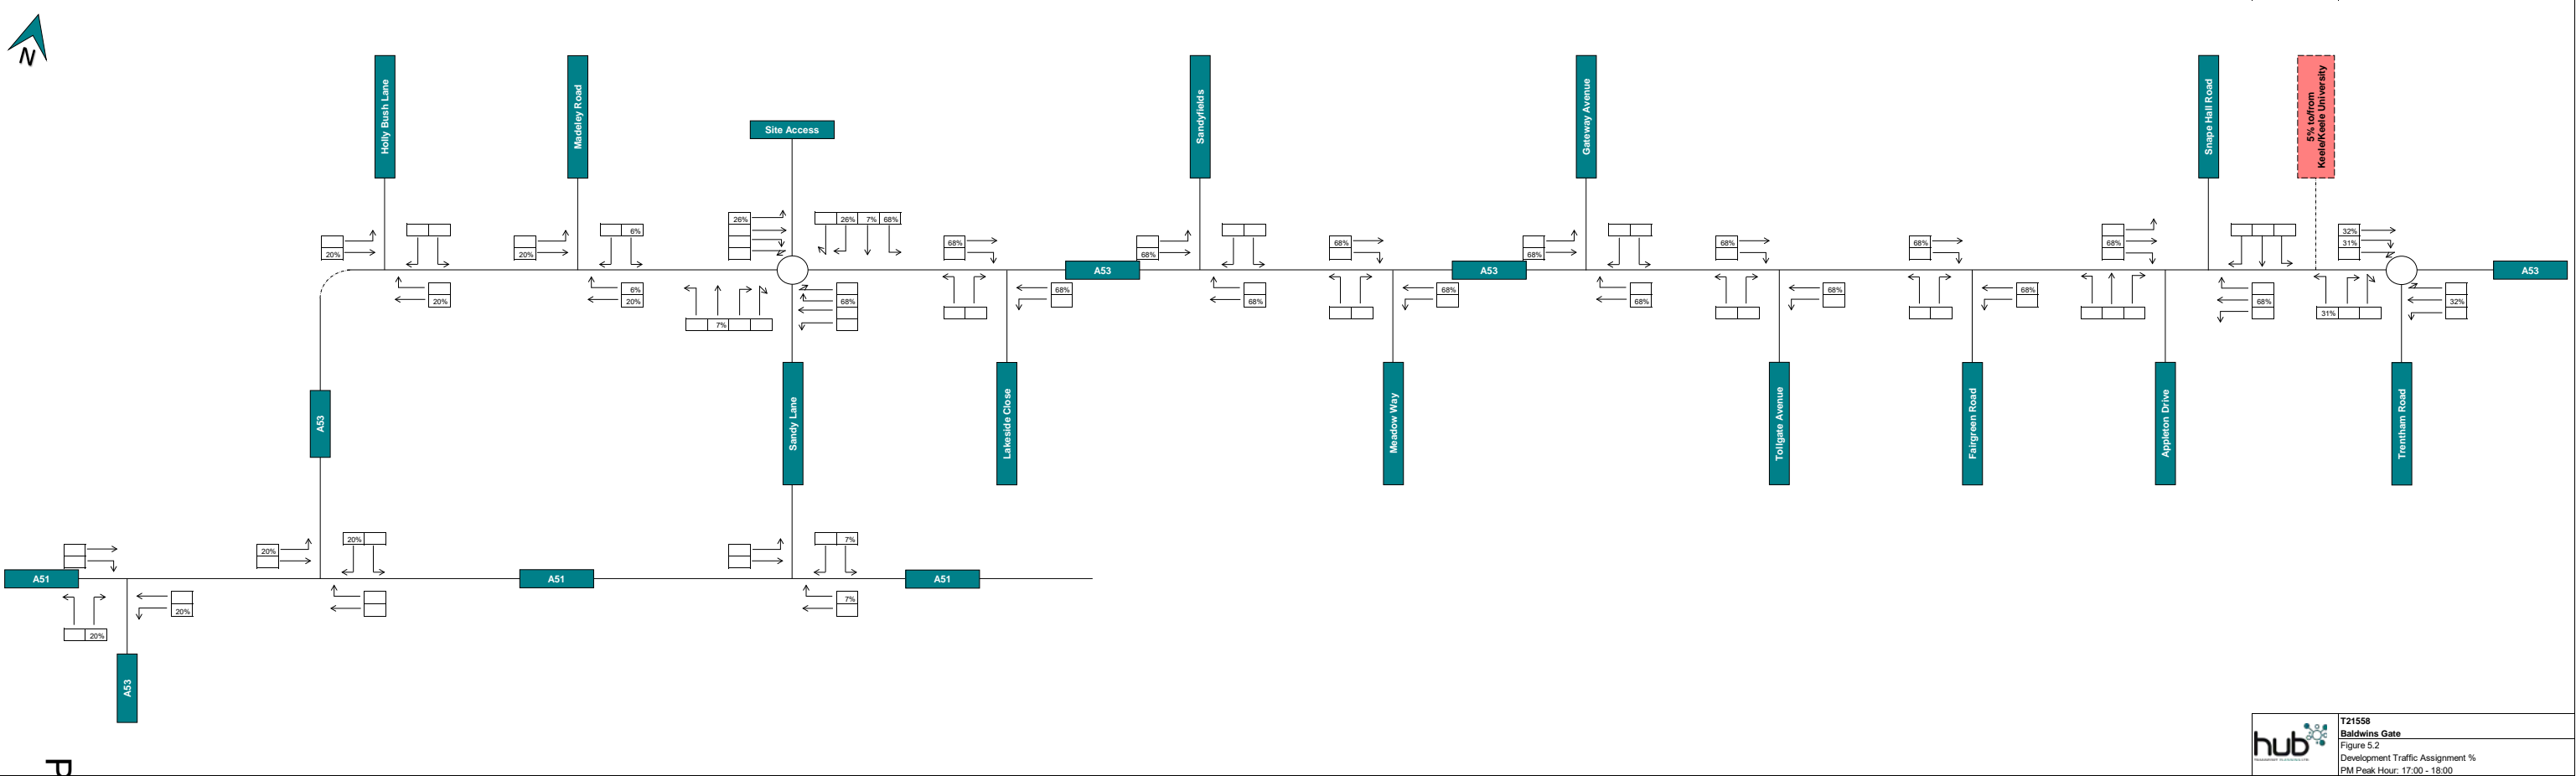 N
Holly Bush Lane
Madeley Road
Site Access
Sandyfields
Gateway Avenue
Snape Hall Road
5% to/from
Keele/Keele University
20%
20%
6%
26%
26% 7% 68%
68%
68%
68%
68%
68%
68%
68%
32%
31%
A53
A53
A53
20%
6%
20%
7%
68%
68%
68%
68%
68%
68%
68%
68%
31%
32%
A53
Sandy Lane
Lakeside Close
Meadow Way
Tollgate Avenue
Fairgreen Road
Appleton Drive
Trentham Road
20%
20%
7%
A51
A51
A51
20%
7%
20%
A53
P
hub
T21558
Baldwins Gate
Figure 5.2
Development Traffic Assignment %
PM Peak Hour: 17:00 - 18:00